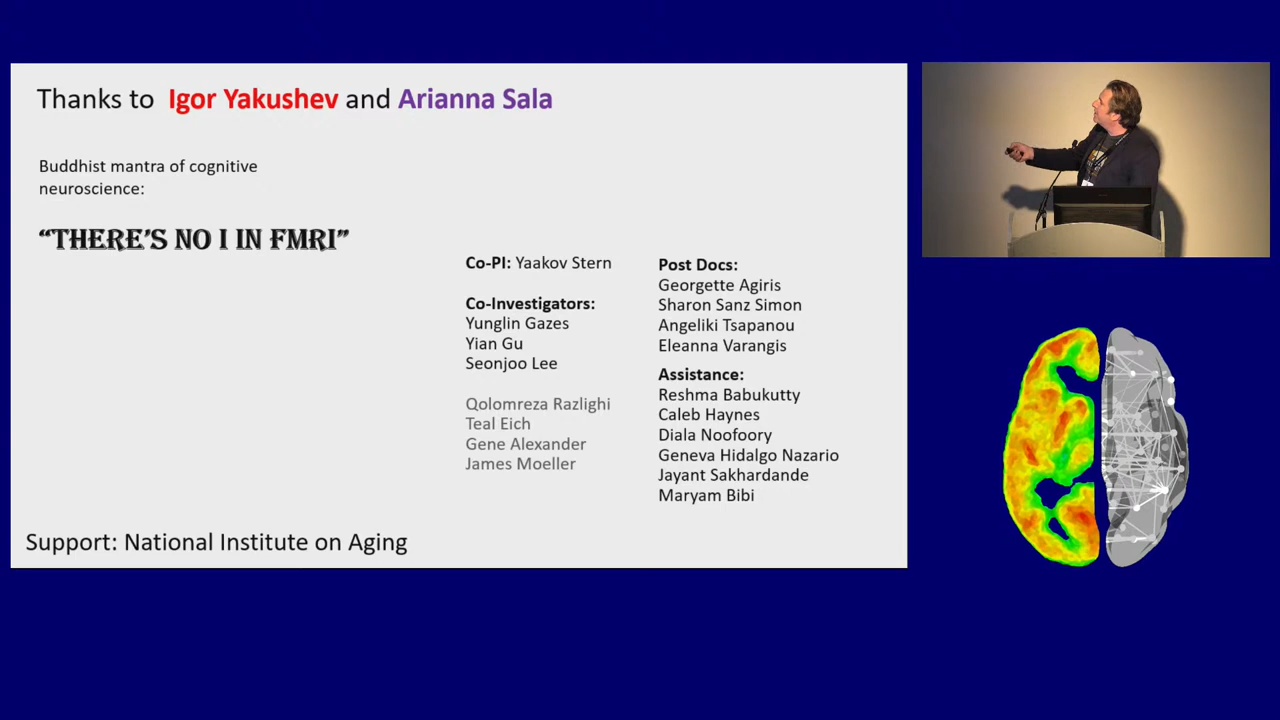 Thanks to Igor Yakushev and Arianna Sala
Buddhist mantra of cognitive
neuroscience:
“THERE’S NO I IN FMRI”
Co-PI: Yaakov Stern
Co-Investigators:
Yunglin Gazes
Yian Gu
Seonjoo Lee
Qolomreza Razlighi
Teal Eich
Gene Alexander
James Moeller
Post Docs:
Georgette Agiris
Sharon Sanz Simon
Angeliki Tsapanou
Eleanna Varangis
Assistance:
Reshma Babukutty
Caleb Haynes
Diala Noofoory
Geneva Hidalgo Nazario
Jayant Sakhardande
Maryam Bibi
Support: National Institute on Aging